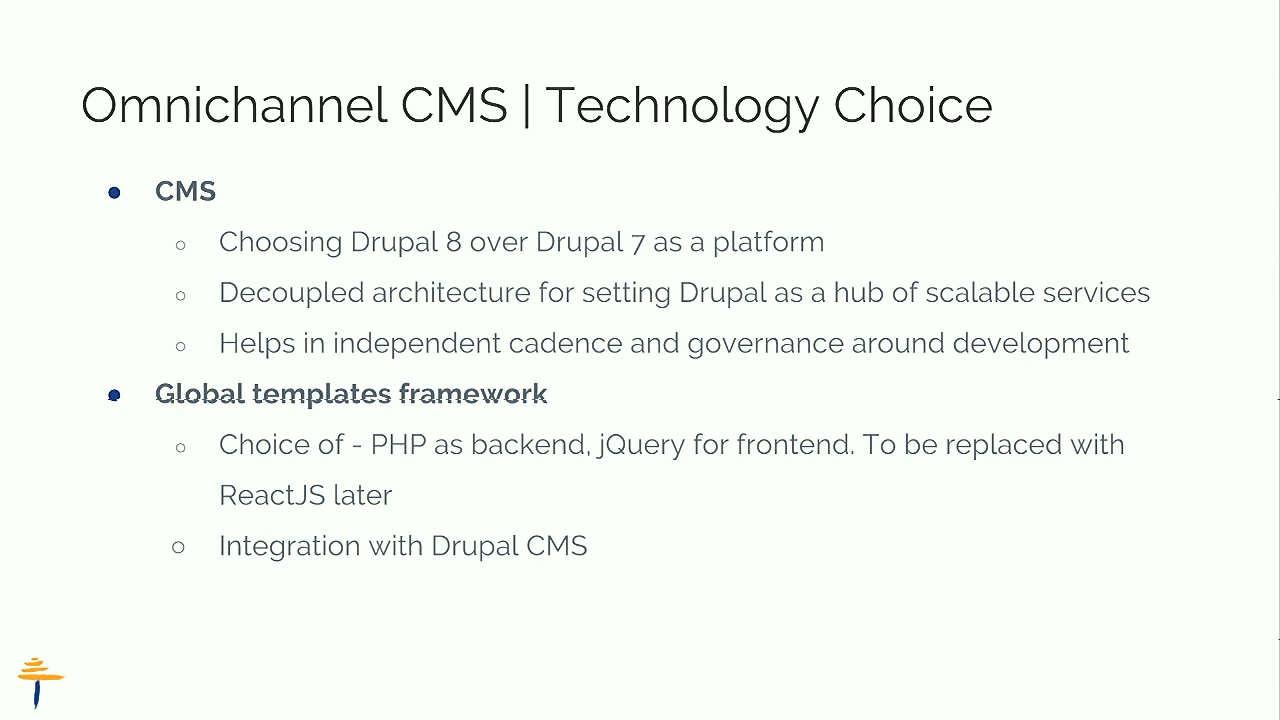 Omnichannel CMS | Technology Choice
● CMS
○ Choosing Drupal 8 over Drupal 7 as a platform
○ Decoupled architecture for setting Drupal as a hub of scalable services
○ Helps in independent cadence and governance around development
● Global templates framework
○ Choice of - PHP as backend, jQuery for frontend. To be replaced with
ReactJS later
○ Integration with Drupal CMS